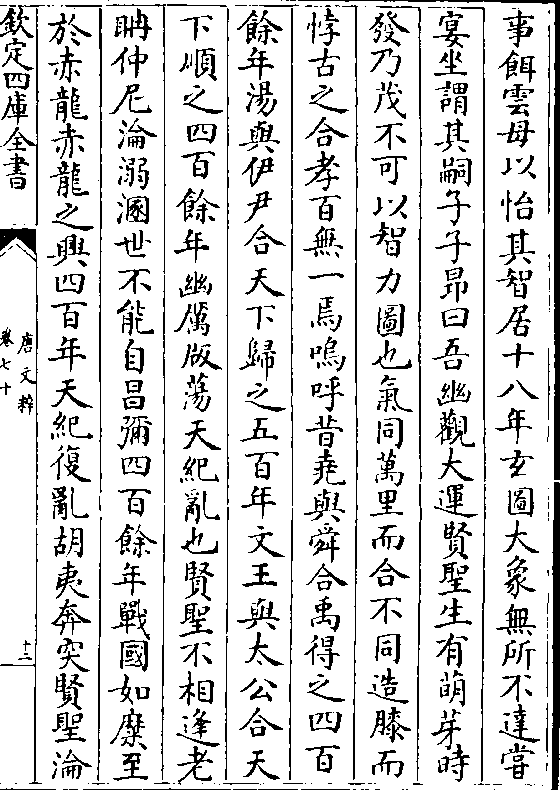 事餌雲母以怡其智居十八年玄圖大象無所不達嘗
宴坐謂其嗣子子昂曰吾幽觀大運賢聖生有萌芽時
發乃茂不可以智力圖也氣同萬里而合不同造膝而
悖古之合者百無一焉嗚呼昔堯與舜合禹得之四百
餘年湯與伊尹合天下歸之五百年文王與太公合天
下順之四百餘年幽厲版蕩天紀亂也賢聖不相逢老
聃仲尼淪溺溷世不能自昌彌四百餘年戰國如糜至
於赤龍赤龍之興四百年天紀復亂胡夷奔突賢聖淪
欽定四庫全書
唐文粹
卷七十
十二